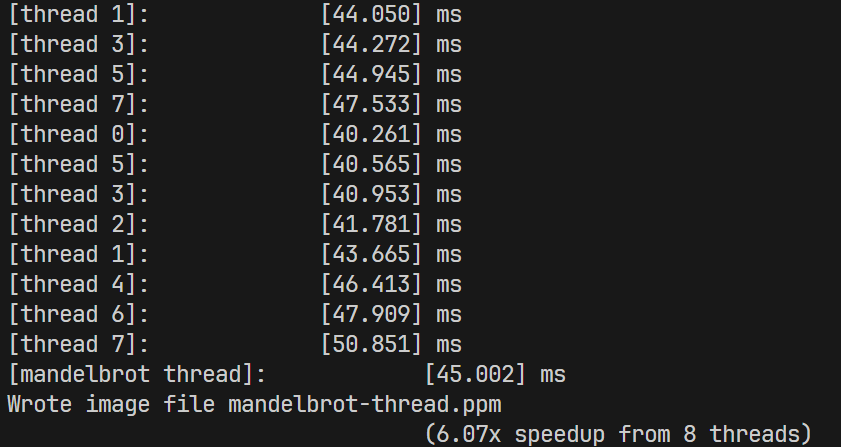 [thread 1]: [44.050] ms
[thread 3]: [44.272] ms
[thread 5]: [44.945] ms
[thread 7]: [47.533] ms
[thread 0]: [40.261] ms
[thread 5]: [40.565] ms
[thread 3]: [40.953] ms
[thread 2]: [41.781] ms
[thread 1]: [43.665] ms
[thread 4]: [46.413] ms
[thread 6]: [47.909] ms
[thread 7]: [50.851] ms
[mandelbrot thread]: [45.002] ms
Wrote image file mandelbrot-thread.ppm
(6.07x speedup from 8 threads)